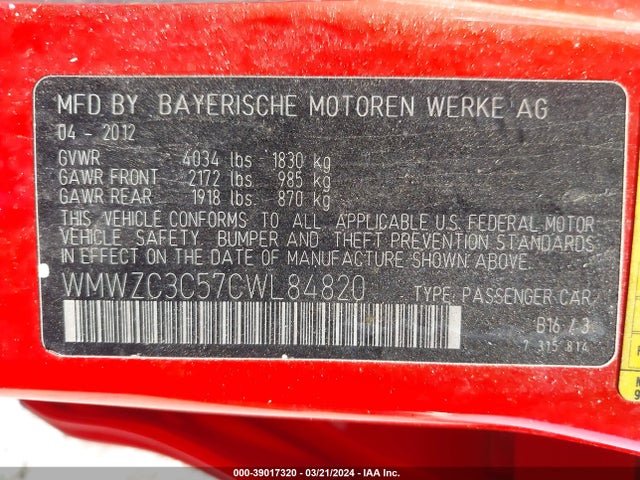 MFD BY BAYERISCHE MOTOREN WERKE AG
04 - 2012
GVWR 4034 lbs 1830 kg
GAWR FRONT 2172 lbs 985 kg
GAWR REAR 1918 lbs. 870 kg
THIS VEHICLE CONFORMS TO ALL APPLICABLE U.S. FEDERAL MOTOR
VEHICLE SAFETY, BUMPER AND THEFT PREVENTION STANDARDS
IN EFFECT ON THE DATE OF MANUFACTURE SHOWN ABOVE.
WMWZC3C57CWL84820 TYPE: PASSENGER CAR
B16 / 3
7 315 814
000-39017320 - 03/21/2024 - IAA Inc.